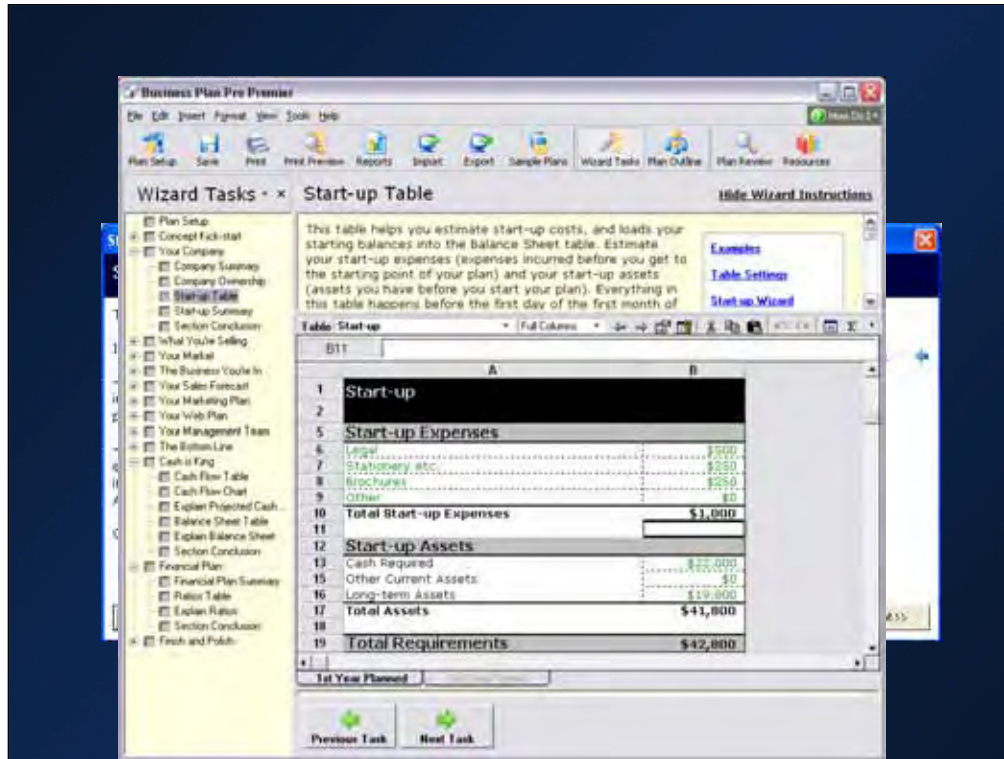 Business Plan Pro Premier
File Edit Insert Format View Tools Help
How Do I
Plan Setup Save Print Print Preview Reports Import Export Sample Plans Wizard Tasks Plan Outline Plan Review Resources
Wizard Tasks
Start-up Table
Hide Wizard Instructions
Plan Setup
Concept Kick-start
Your Company
Company Summary
Company Ownership
Start-up Table
Start-up Summary
Section Conclusion
What You're Selling
Your Market
The Business You're In
Your Sales Forecast
Your Marketing Plan
Your Web Plan
Your Management Team
The Bottom Line
Cash is King
Cash Flow Table
Cash Flow Chart
Explain Projected Cash...
Balance Sheet Table
Explain Balance Sheet
Section Conclusion
Financial Plan
Financial Plan Summary
Ratios Table
Explain Ratios
Section Conclusion
Finish and Polish
This table helps you estimate start-up costs, and loads your
starting balances into the Balance Sheet table. Estimate
your start-up expenses (expenses incurred before you get to
the starting point of your plan) and your start-up assets
(assets you have before you start your plan). Everything in
this table happens before the first day of the first month of
Examples
Table Settings
Start-up Wizard
Table: Start-up Full Columns
B11
A B
1 Start-up
2
5 Start-up Expenses
6 Legal $500
7 Stationery etc. $250
8 Brochures $250
9 Other $0
10 Total Start-up Expenses $1,000
11
12 Start-up Assets
13 Cash Required $22,000
15 Other Current Assets $0
16 Long-term Assets $19,800
17 Total Assets $41,800
18
19 Total Requirements $42,800
1st Year Planned
Previous Task Next Task